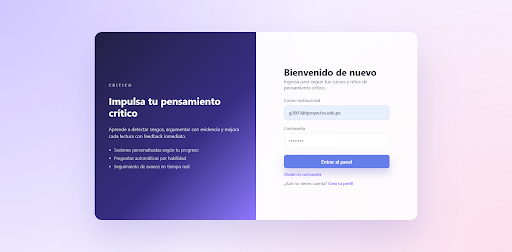 CRITICO
Impulsa tu pensamiento
crítico
Aprende a detectar sesgos, argumentar con evidencia y mejora
cada lectura con feedback inmediato.
• Sesiones personalizadas según tu progreso
• Preguntas automáticas por habilidad
• Seguimiento de avance en tiempo real
Bienvenido de nuevo
Ingresa para seguir tus cursos y retos de
pensamiento crítico.
Correo institucional
Contraseña
••••••••
Entrar al panel
Olvidé mi contraseña
¿Aún no tienes cuenta? Crea tu perfil